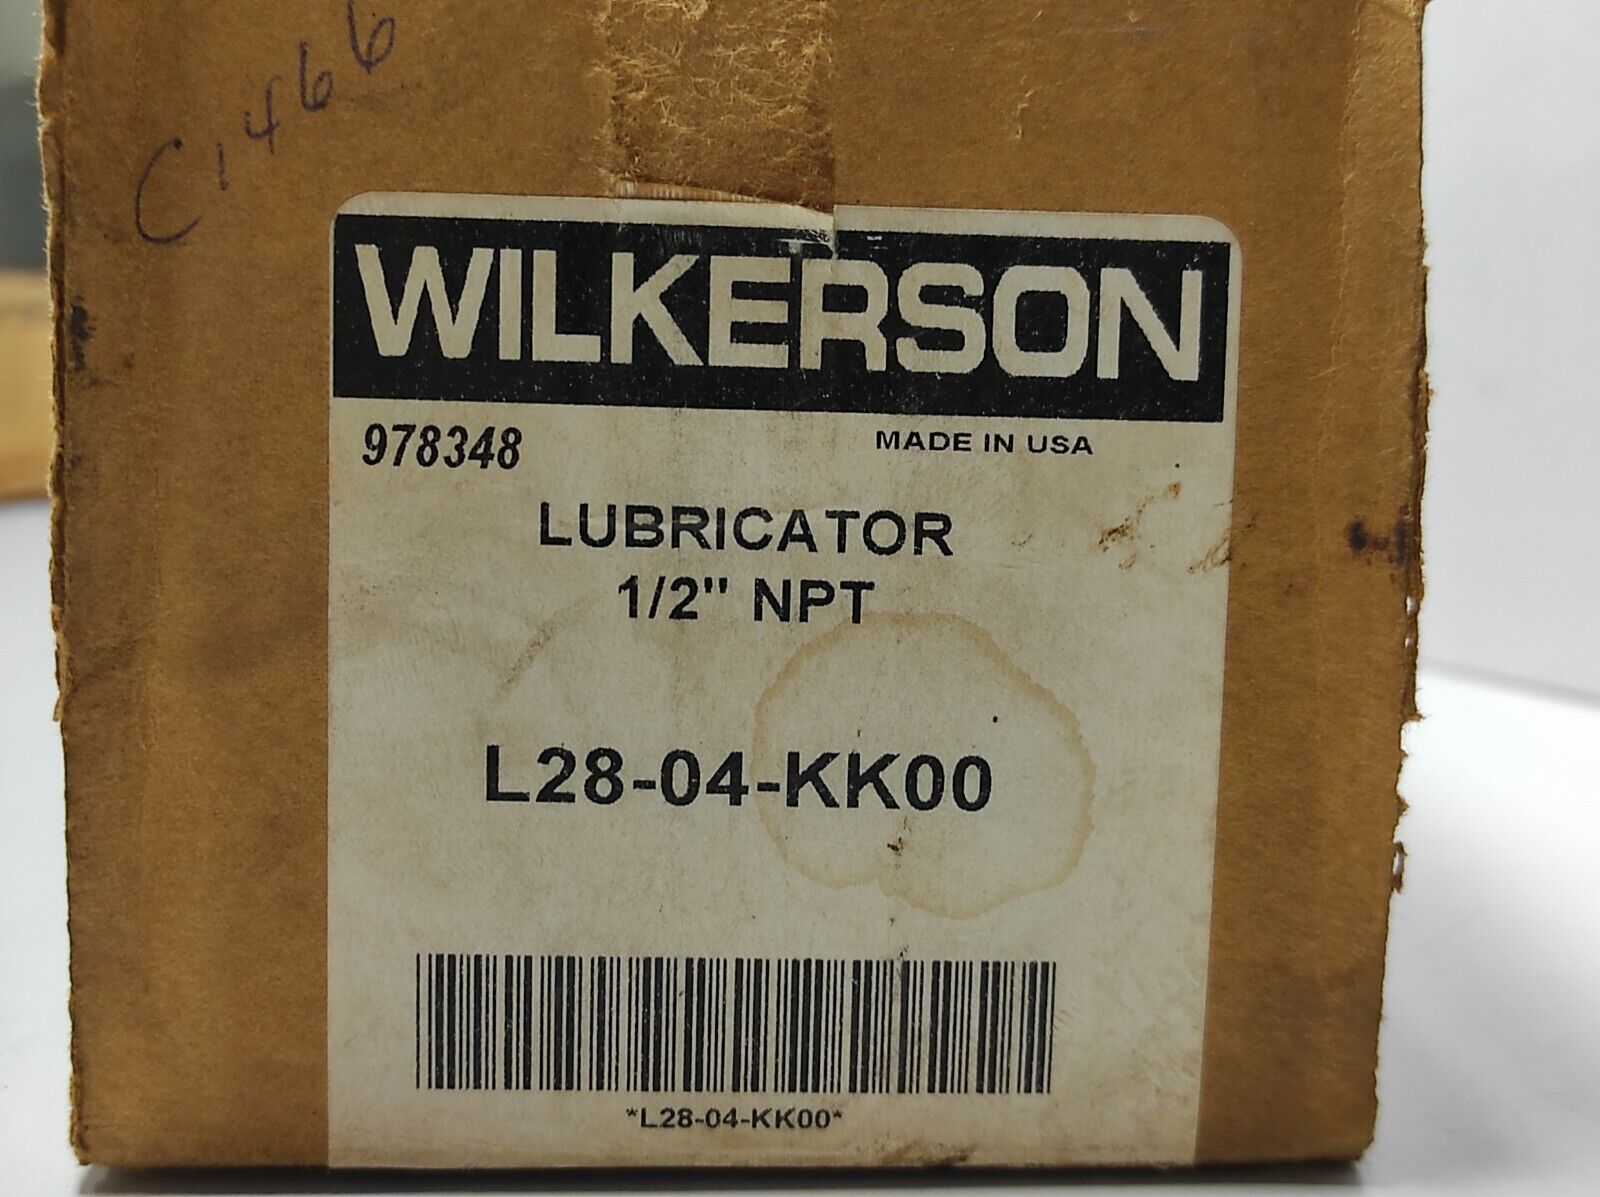 C1466
WILKERSON
978348 MADE IN USA
LUBRICATOR
1/2" NPT
L28-04-KK00
*L28-04-KK00*